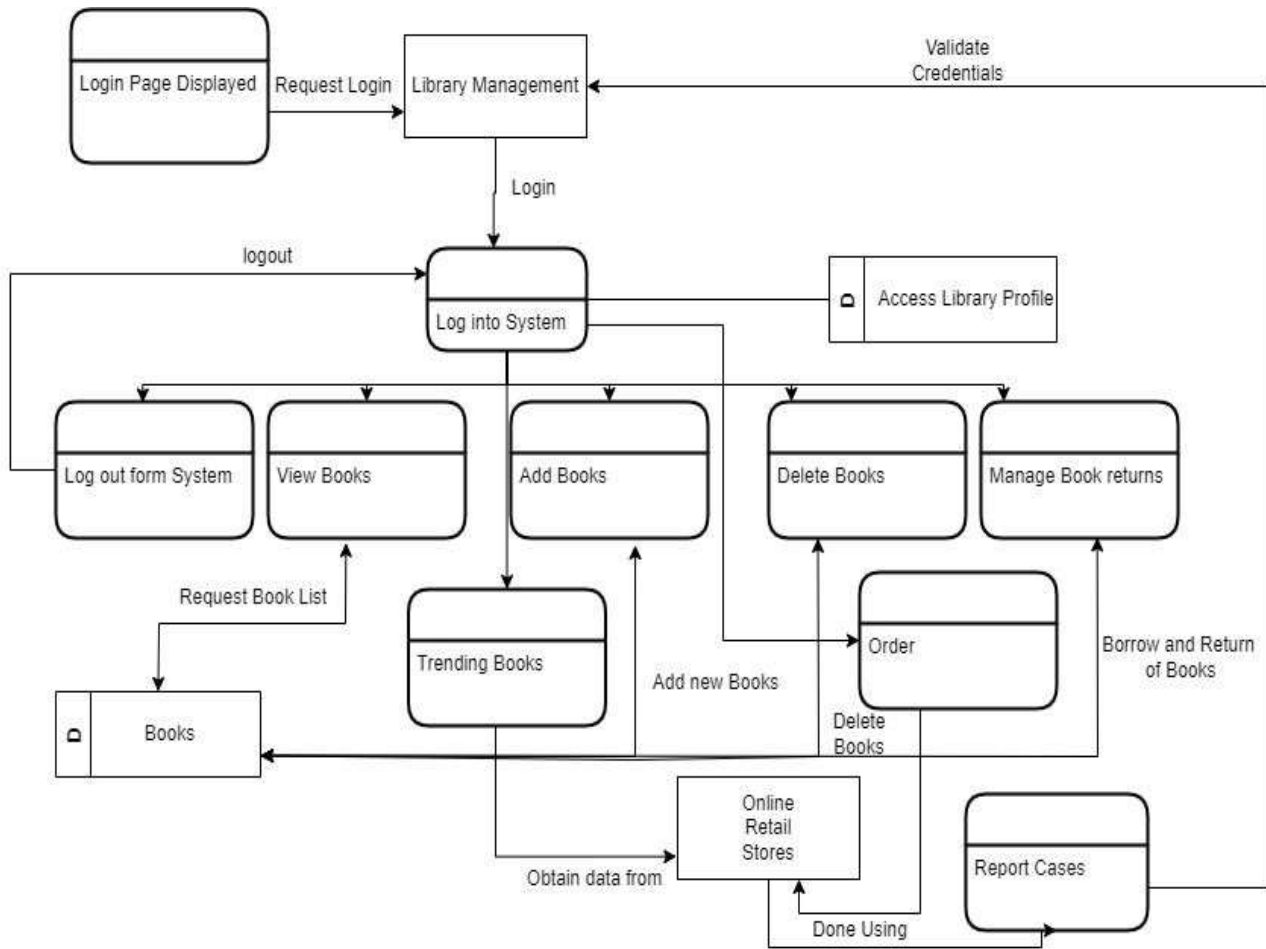 Login Page Displayed
Request Login
Library Management
Validate
Credentials
Login
logout
Log into System
D
Access Library Profile
Log out form System
View Books
Add Books
Delete Books
Manage Book returns
Request Book List
Trending Books
Add new Books
Order
Borrow and Return
of Books
D
Books
Delete
Books
Online
Retail
Stores
Obtain data from
Done Using
Report Cases